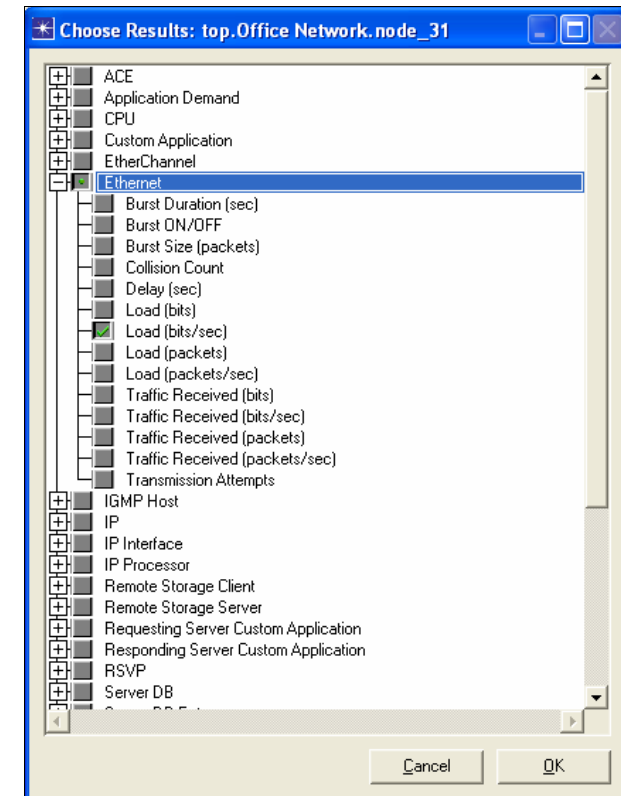 Choose Results: top.Office Network.node_31
ACE
Application Demand
CPU
Custom Application
EtherChannel
Ethernet
Burst Duration (sec)
Burst ON/OFF
Burst Size (packets)
Collision Count
Delay (sec)
Load (bits)
Load (bits/sec)
Load (packets)
Load (packets/sec)
Traffic Received (bits)
Traffic Received (bits/sec)
Traffic Received (packets)
Traffic Received (packets/sec)
Transmission Attempts
IGMP Host
IP
IP Interface
IP Processor
Remote Storage Client
Remote Storage Server
Requesting Server Custom Application
Responding Server Custom Application
RSVP
Server DB
Cancel OK